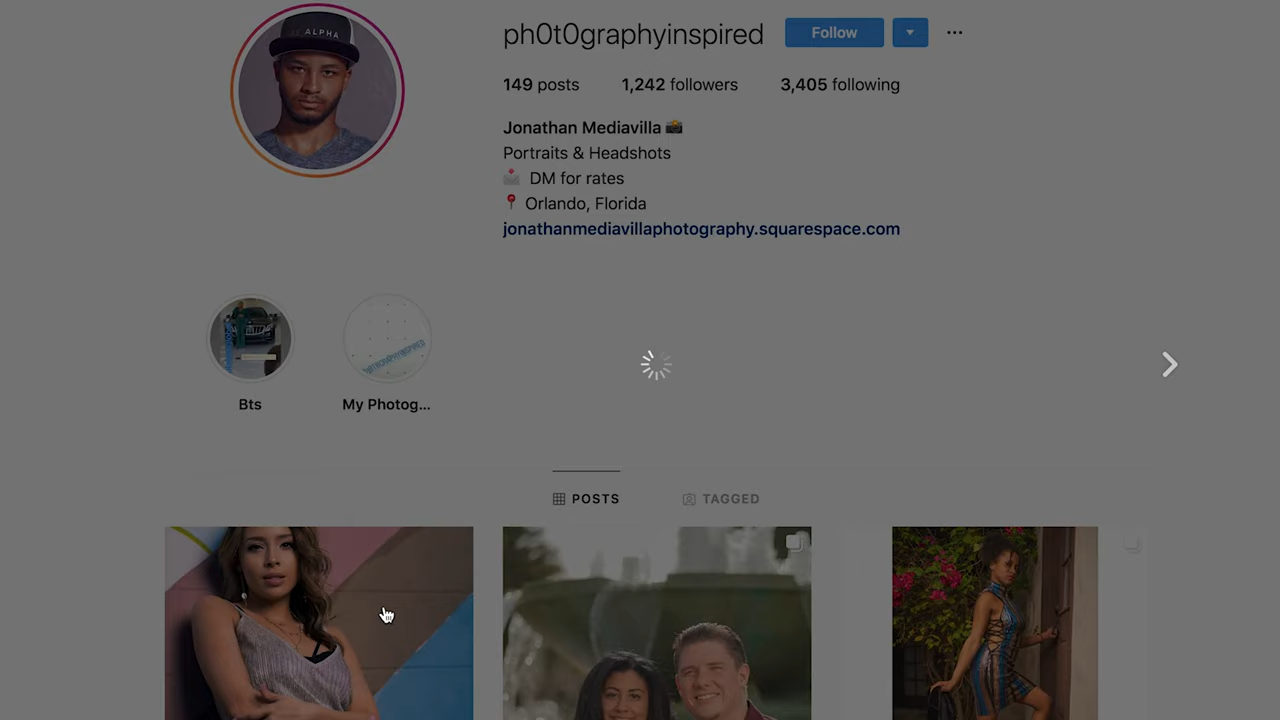 ALPHA
ph0t0graphyinspired
Follow
149 posts 1,242 followers 3,405 following
Jonathan Mediavilla
Portraits & Headshots
DM for rates
Orlando, Florida
jonathanmediavillaphotography.squarespace.com
Bts
My Photog...
POSTS
TAGGED